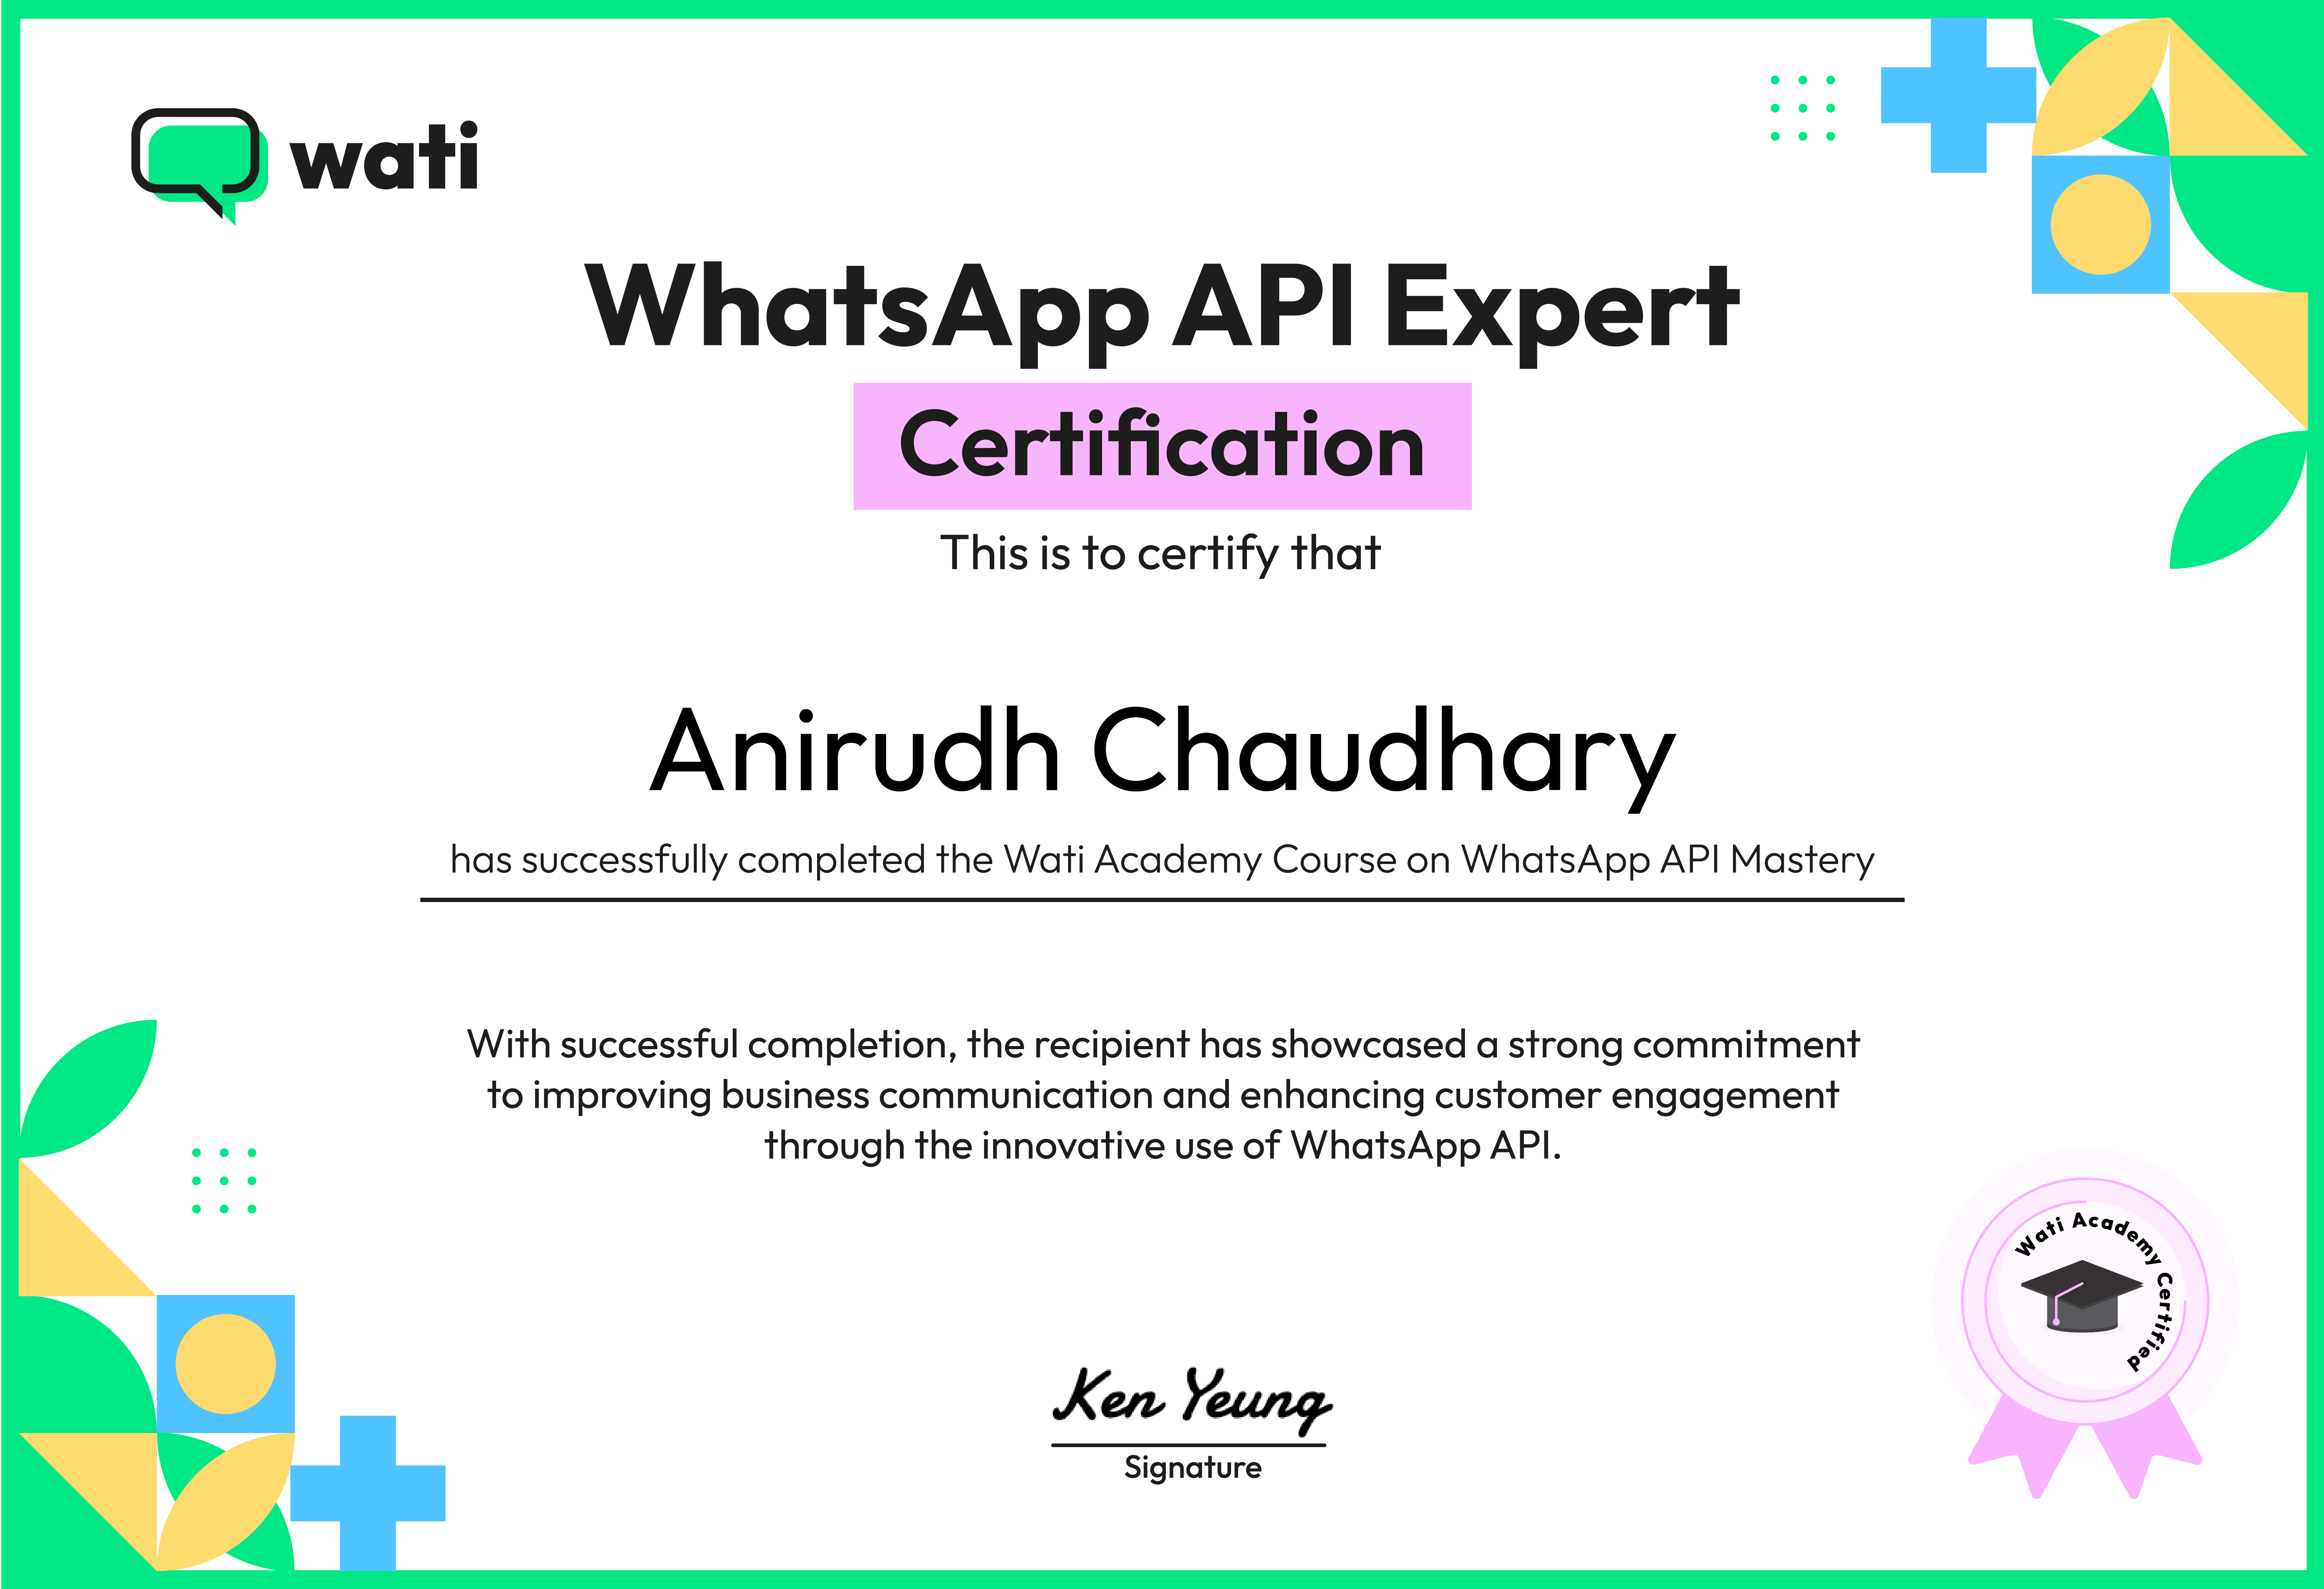 wati
WhatsApp API Expert
Certification
This is to certify that
Anirudh Chaudhary
has successfully completed the Wati Academy Course on WhatsApp API Mastery
With successful completion, the recipient has showcased a strong commitment
to improving business communication and enhancing customer engagement
through the innovative use of WhatsApp API.
Wati Academy Certified
Ken Yeung
Signature